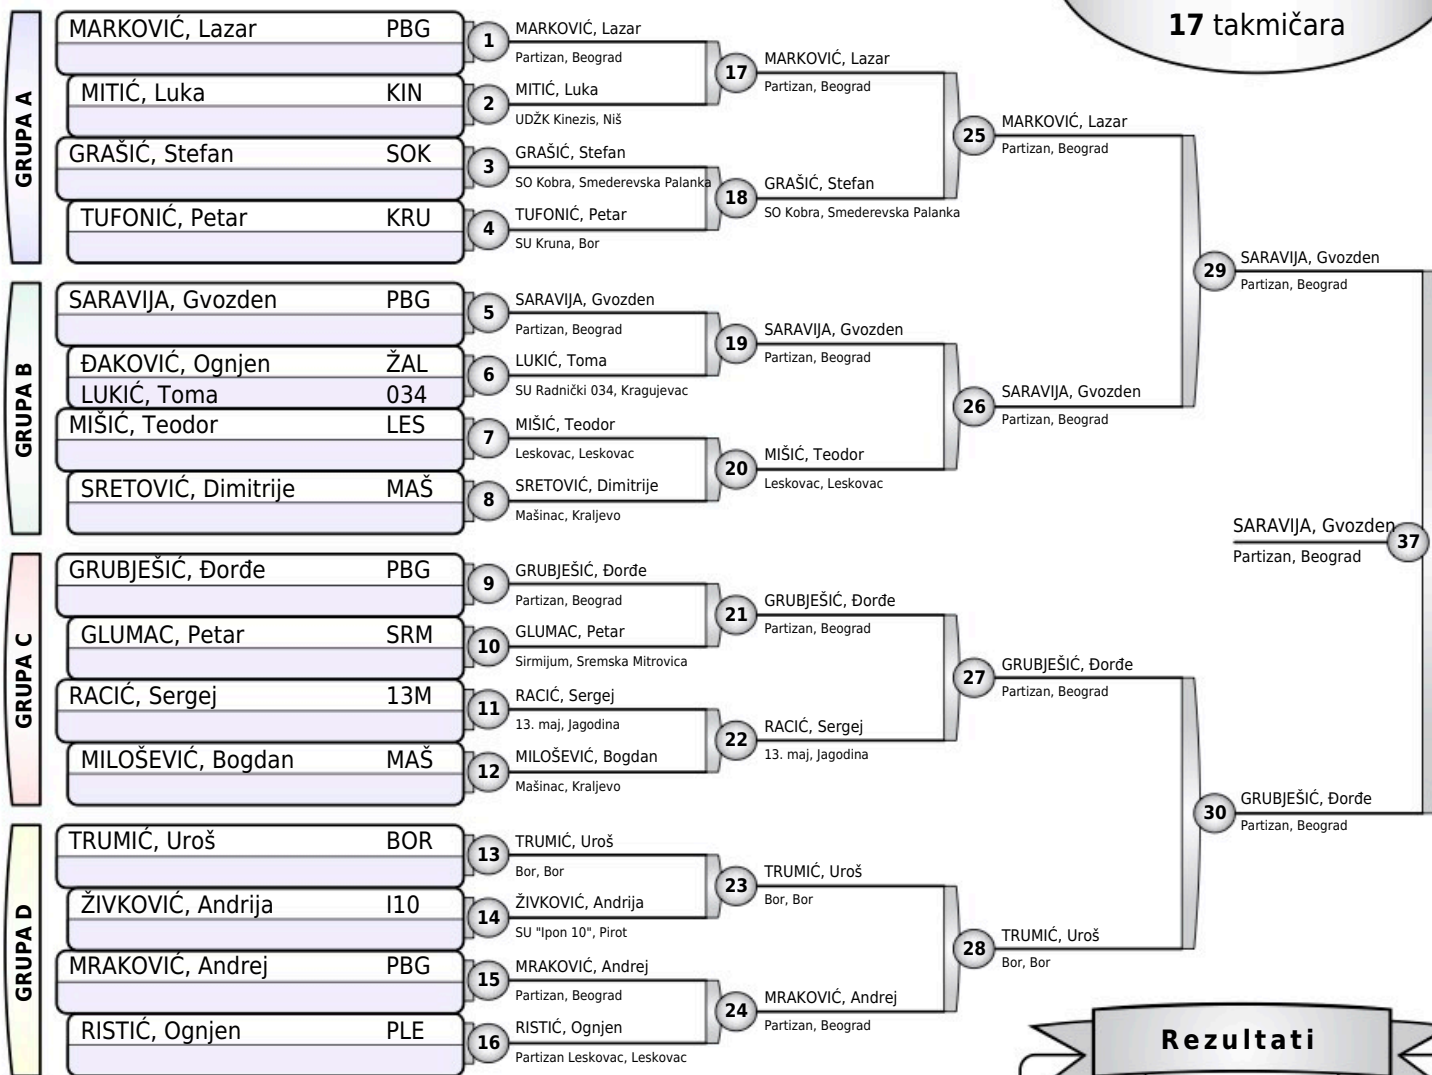 17 takmičara
GRUPA A
MARKOVIĆ, Lazar PBG
MITIĆ, Luka KIN
GRAŠIĆ, Stefan SOK
TUFONIĆ, Petar KRU
GRUPA B
SARAVIJA, Gvozden PBG
ĐAKOVIĆ, Ognjen ŽAL
LUKIĆ, Toma 034
MIŠIĆ, Teodor LES
SRETOVIĆ, Dimitrije MAŠ
GRUPA C
GRUBJEŠIĆ, Đorđe PBG
GLUMAC, Petar SRM
RACIĆ, Sergej 13M
MILOŠEVIĆ, Bogdan MAŠ
GRUPA D
TRUMIĆ, Uroš BOR
ŽIVKOVIĆ, Andrija I10
MRAKOVIĆ, Andrej PBG
RISTIĆ, Ognjen PLE
1 MARKOVIĆ, Lazar
Partizan, Beograd
2 MITIĆ, Luka
UDŽK Kinezis, Niš
3 GRAŠIĆ, Stefan
SO Kobra, Smederevska Palanka
4 TUFONIĆ, Petar
SU Kruna, Bor
5 SARAVIJA, Gvozden
Partizan, Beograd
6 LUKIĆ, Toma
SU Radnički 034, Kragujevac
7 MIŠIĆ, Teodor
Leskovac, Leskovac
8 SRETOVIĆ, Dimitrije
Mašinac, Kraljevo
9 GRUBJEŠIĆ, Đorđe
Partizan, Beograd
10 GLUMAC, Petar
Sirmijum, Sremska Mitrovica
11 RACIĆ, Sergej
13. maj, Jagodina
12 MILOŠEVIĆ, Bogdan
Mašinac, Kraljevo
13 TRUMIĆ, Uroš
Bor, Bor
14 ŽIVKOVIĆ, Andrija
SU "Ipon 10", Pirot
15 MRAKOVIĆ, Andrej
Partizan, Beograd
16 RISTIĆ, Ognjen
Partizan Leskovac, Leskovac
17 MARKOVIĆ, Lazar
Partizan, Beograd
18 GRAŠIĆ, Stefan
SO Kobra, Smederevska Palanka
19 SARAVIJA, Gvozden
Partizan, Beograd
20 MIŠIĆ, Teodor
Leskovac, Leskovac
21 GRUBJEŠIĆ, Đorđe
Partizan, Beograd
22 RACIĆ, Sergej
13. maj, Jagodina
23 TRUMIĆ, Uroš
Bor, Bor
24 MRAKOVIĆ, Andrej
Partizan, Beograd
25 MARKOVIĆ, Lazar
Partizan, Beograd
26 SARAVIJA, Gvozden
Partizan, Beograd
27 GRUBJEŠIĆ, Đorđe
Partizan, Beograd
28 TRUMIĆ, Uroš
Bor, Bor
29 SARAVIJA, Gvozden
Partizan, Beograd
30 GRUBJEŠIĆ, Đorđe
Partizan, Beograd
SARAVIJA, Gvozden 37
Partizan, Beograd
Rezultati